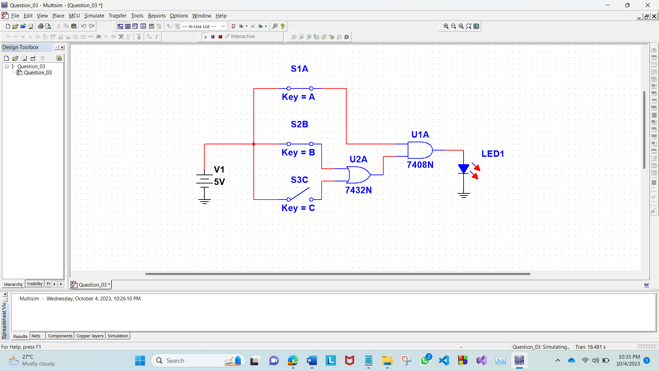 Question_03 - Multisim - [Question_03 *]
File Edit View Place MCU Simulate Transfer Tools Reports Options Window Help
--- In-Use List ---
Interactive
Design Toolbox
Question_03
Question_03
S1A
Key = A
S2B
Key = B
S3C
Key = C
V1
5V
U2A
7432N
U1A
7408N
LED1
Hierarchy Visibility
Question_03 *
Spreadsheet Vie
Multisim - Wednesday, October 4, 2023, 10:26:10 PM
Results Nets Components Copper layers Simulation
For Help, press F1
Question_03: Simulating... Tran: 18.481 s
27°C
Mostly cloudy
Search
10:35 PM
10/4/2023